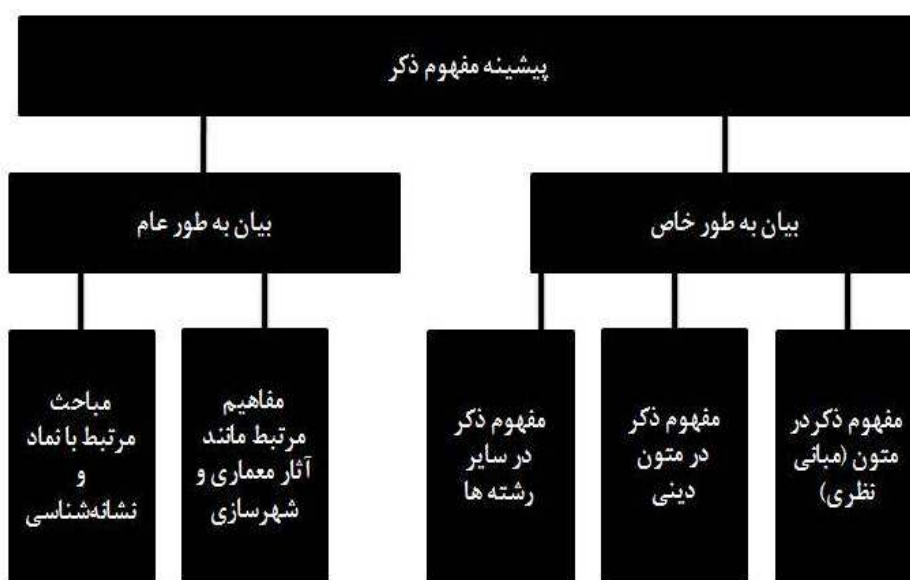 پیشینه مفهوم ذکر
بیان به طور خاص
بیان به طور عام
مفهوم ذکر در
متون (مبانی
نظری)
مفهوم ذکر
در متون
دینی
مفهوم ذکر
در سایر
رشته ها
مفاهیم
مرتبط مانند
آثار معماری و
شهرسازی
مباحث
مرتبط با نماد
و
نشانه‌شناسی